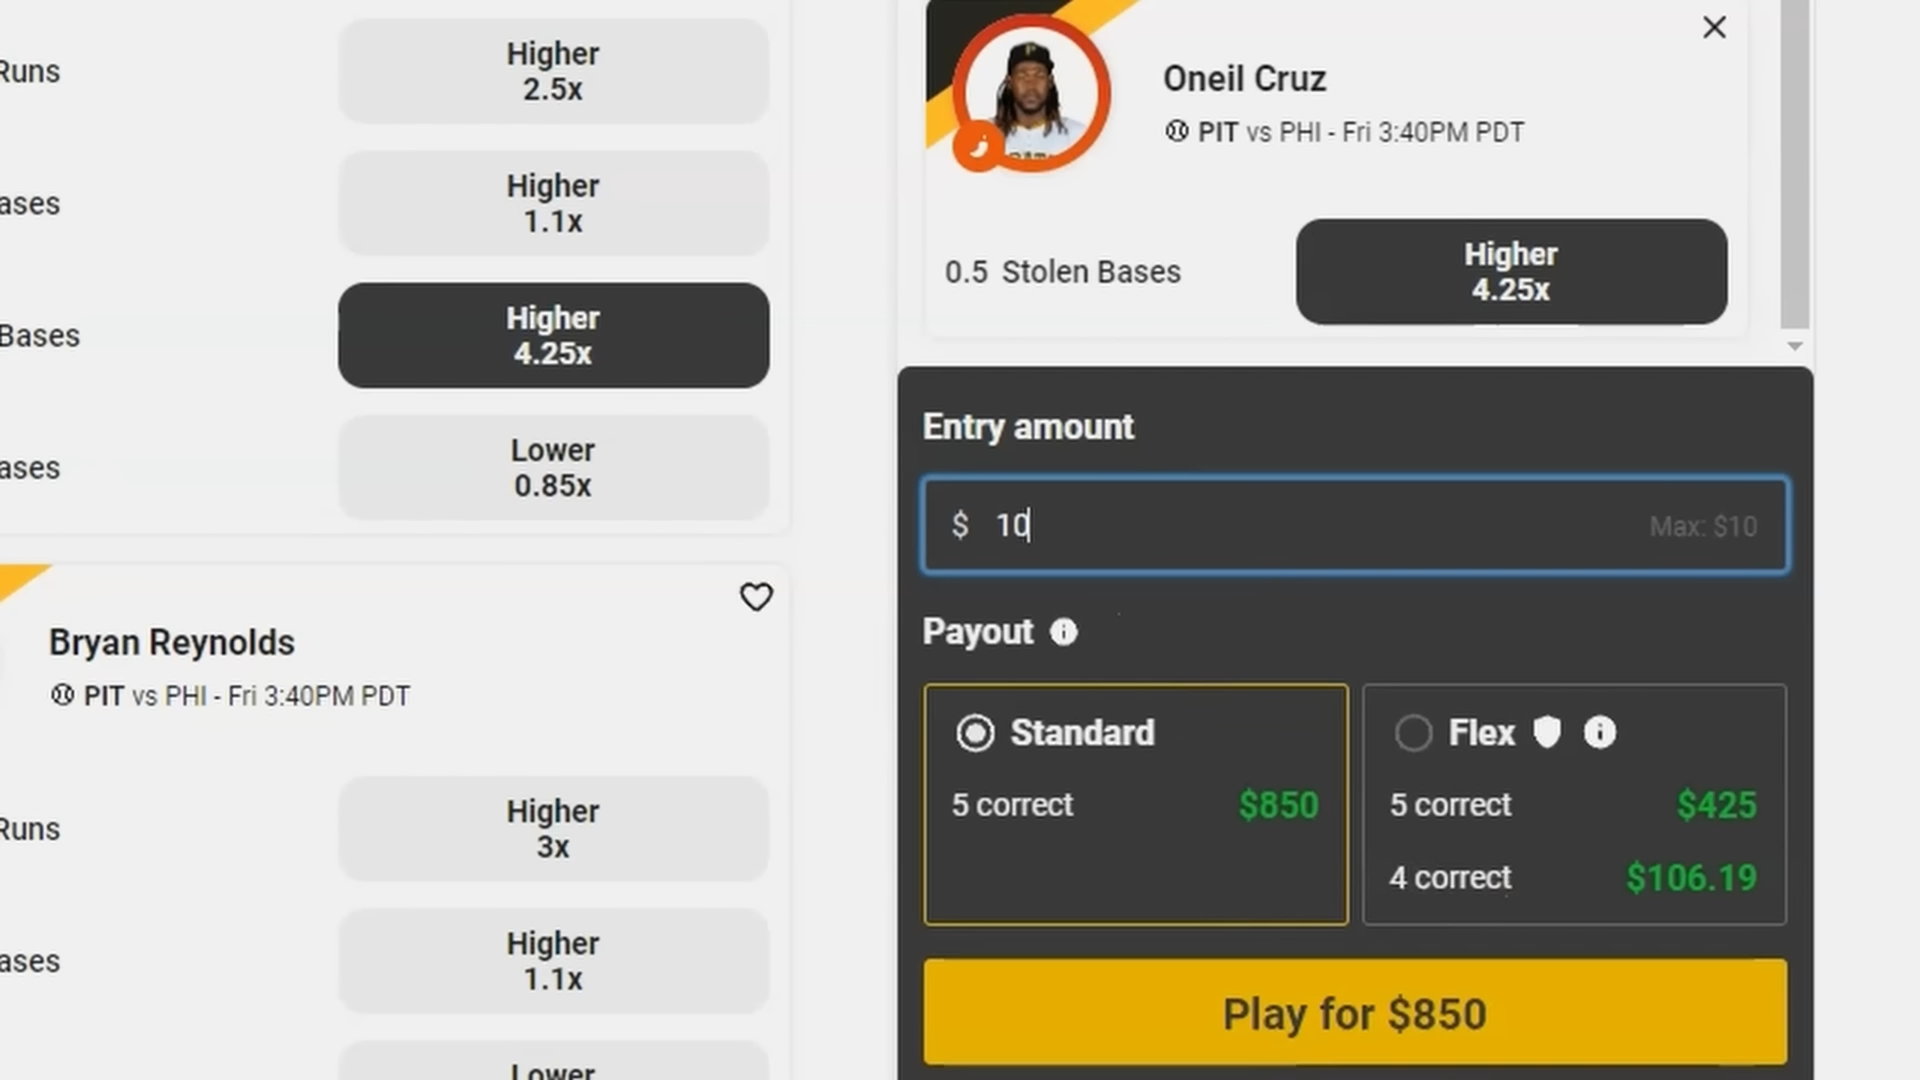 Runs
Higher
2.5x
ases
Higher
1.1x
Bases
Higher
4.25x
ases
Lower
0.85x
Bryan Reynolds
PIT vs PHI - Fri 3:40PM PDT
Runs
Higher
3x
ases
Higher
1.1x
Lower
Oneil Cruz
PIT vs PHI - Fri 3:40PM PDT
0.5 Stolen Bases
Higher
4.25x
Entry amount
$ 10
Max: $10
Payout
Standard
5 correct $850
Flex
5 correct $425
4 correct $106.19
Play for $850